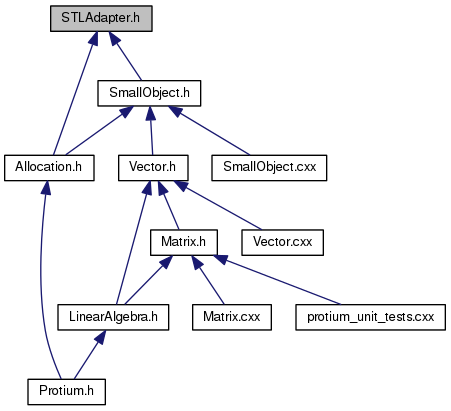 STLAdapter.h
SmallObject.h
Allocation.h
Vector.h
SmallObject.cxx
Matrix.h
Vector.cxx
LinearAlgebra.h
Matrix.cxx
protium_unit_tests.cxx
Protium.h